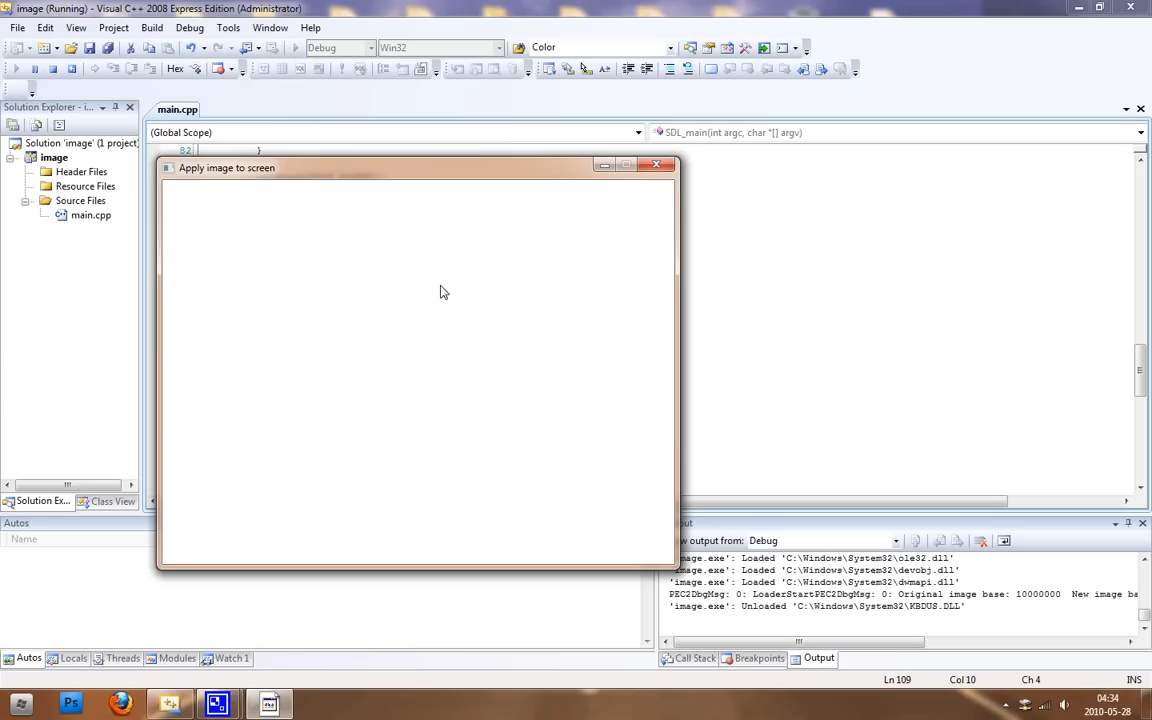 image (Running) - Visual C++ 2008 Express Edition (Administrator)
File Edit View Project Build Debug Tools Window Help
Debug Win32 Color
Hex
Solution Explorer - i...
main.cpp
(Global Scope) SDL_main(int argc, char *[] argv)
Solution 'image' (1 project)
82 }
image
Apply image to screen
Header Files
Resource Files
Source Files
main.cpp
Solution Ex... Class View
Autos
Name
put
ow output from: Debug
'image.exe': Loaded 'C:\Windows\System32\ole32.dll'
'image.exe': Loaded 'C:\Windows\System32\devobj.dll'
'image.exe': Loaded 'C:\Windows\System32\dwmapi.dll'
PEC2DbgMsg: 0: LoaderStartPEC2DbgMsg: 0: Original image base: 10000000 New image ba
'image.exe': Unloaded 'C:\Windows\System32\KBDUS.DLL'
Autos Locals Threads Modules Watch 1 Call Stack Breakpoints Output
Ln 109 Col 10 Ch 4 INS
Ps
04:34
2010-05-28